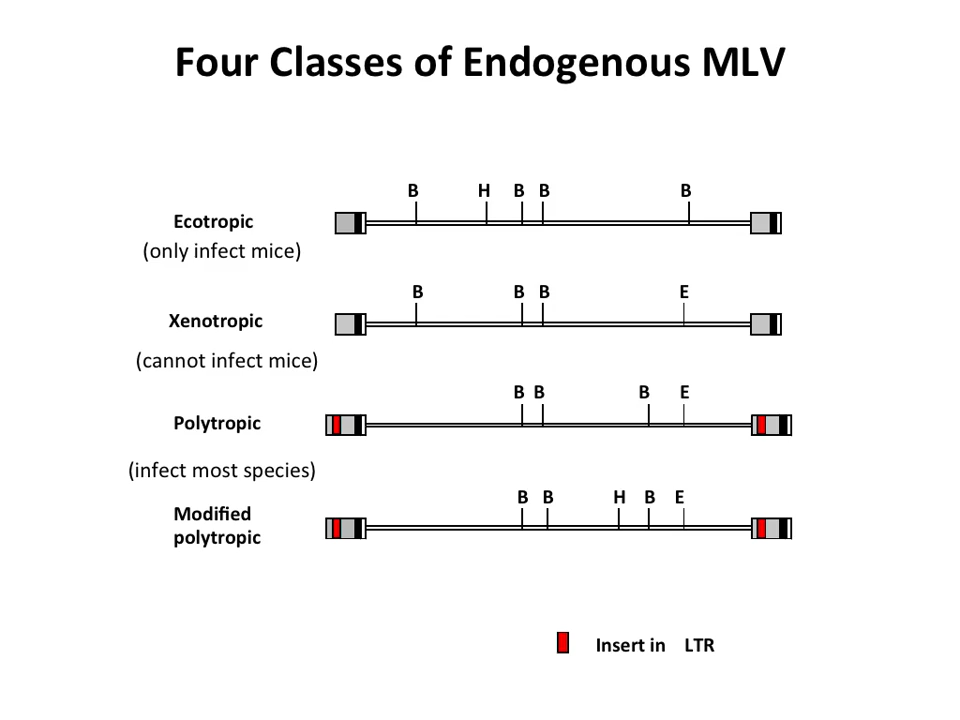 Four Classes of Endogenous MLV
B H B B B
Ecotropic
(only infect mice)
B B B E
Xenotropic
(cannot infect mice)
B B B E
Polytropic
(infect most species)
B B H B E
Modified
polytropic
Insert in LTR